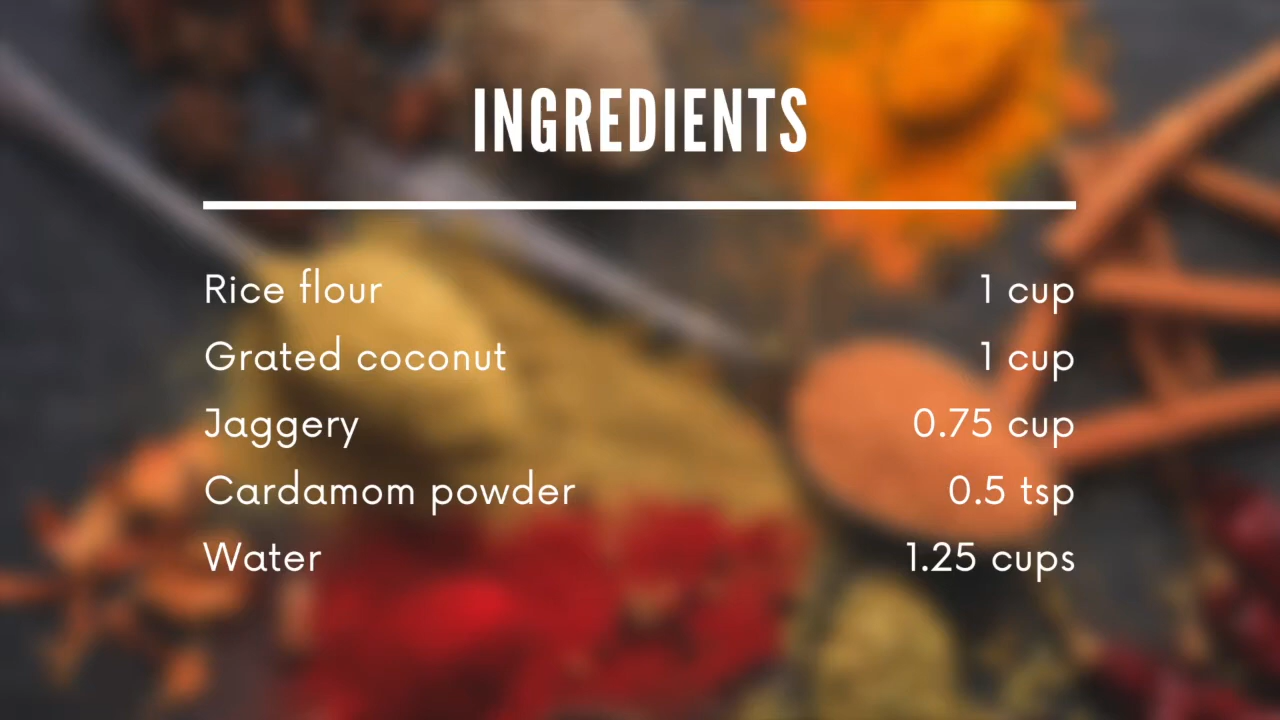 INGREDIENTS
Rice flour 1 cup
Grated coconut 1 cup
Jaggery 0.75 cup
Cardamom powder 0.5 tsp
Water 1.25 cups